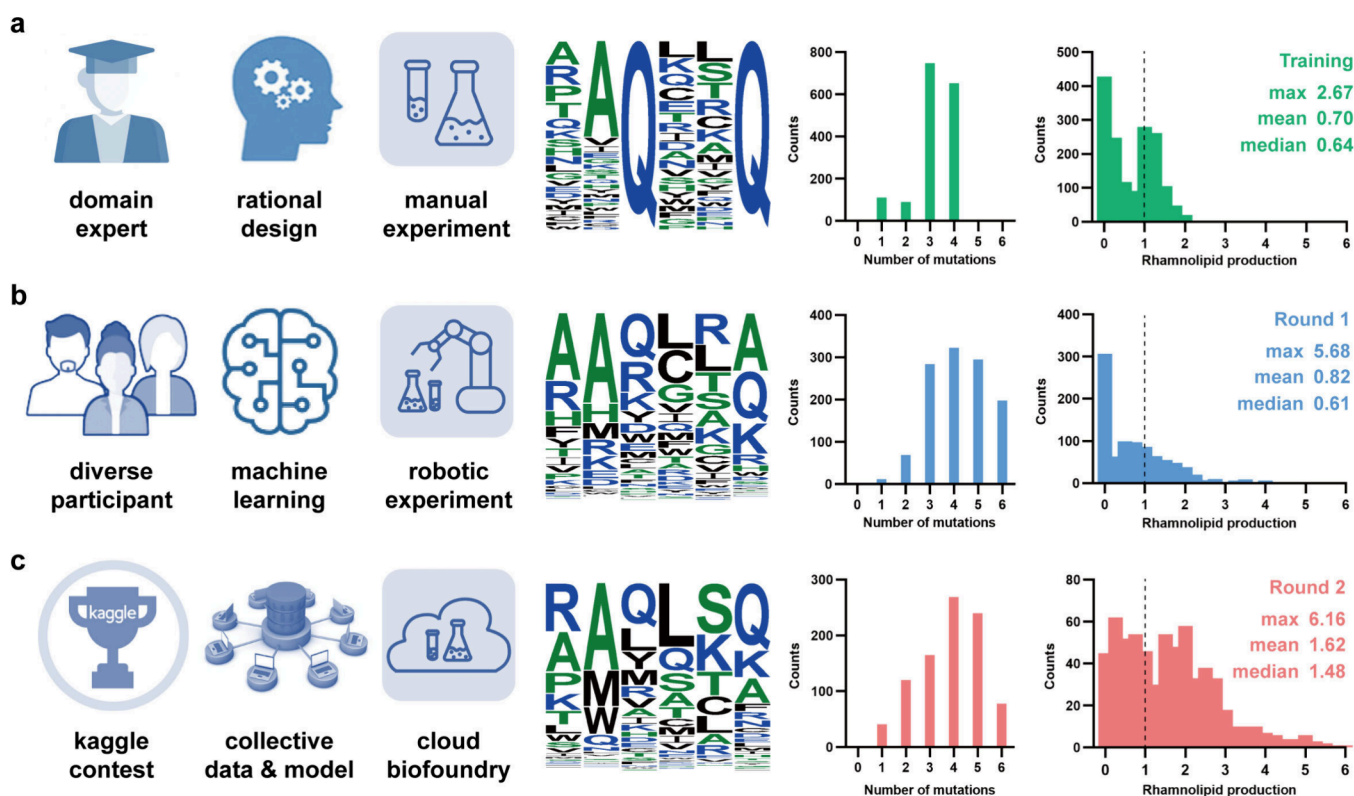 a
domain
expert
rational
design
manual
experiment
Counts
800
600
400
200
0
0 1 2 3 4 5 6
Number of mutations
Counts
500
400
300
200
100
0
0 1 2 3 4 5 6
Rhamnolipid production
Training
max 2.67
mean 0.70
median 0.64
b
diverse
participant
machine
learning
robotic
experiment
A A Q L R A
R H R C L Q
H M K G T K
Counts
400
300
200
100
0
0 1 2 3 4 5 6
Number of mutations
Counts
400
300
200
100
0
0 1 2 3 4 5 6
Rhamnolipid production
Round 1
max 5.68
mean 0.82
median 0.61
c
kaggle
kaggle
contest
collective
data & model
cloud
biofoundry
R A Q L S Q
A M L Q K K
P W Y S T A
Counts
300
200
100
0
0 1 2 3 4 5 6
Number of mutations
Counts
80
60
40
20
0
0 1 2 3 4 5 6
Rhamnolipid production
Round 2
max 6.16
mean 1.62
median 1.48